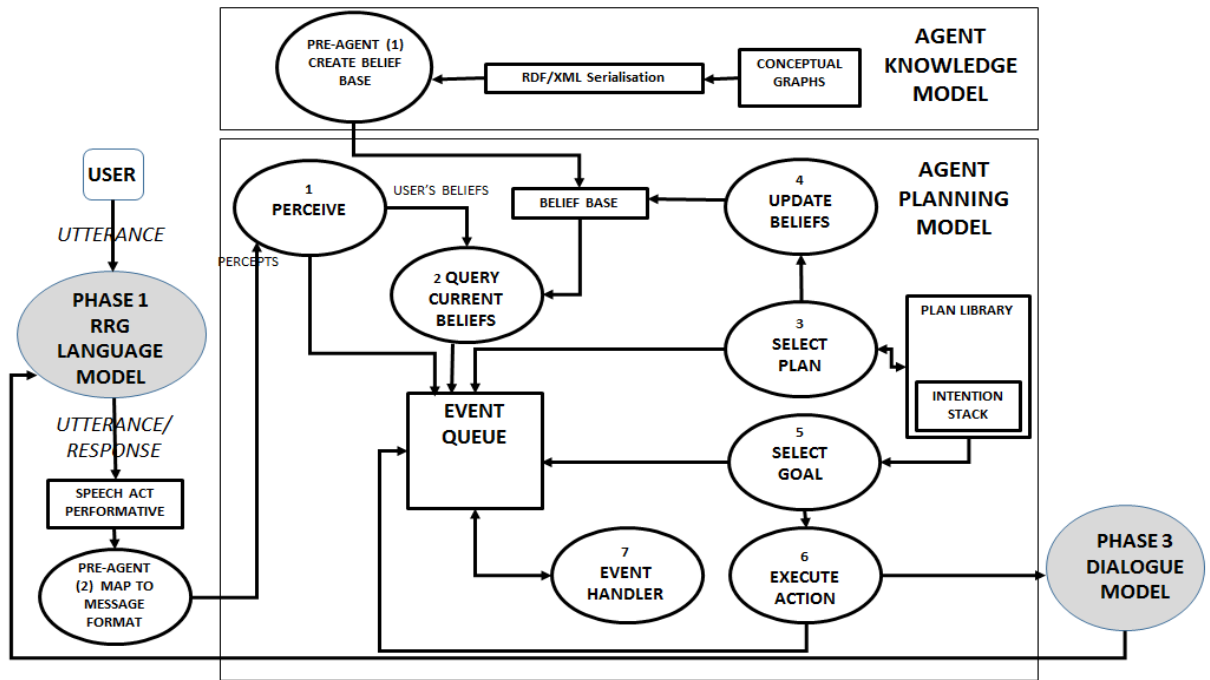 PRE-AGENT (1)
CREATE BELIEF
BASE
RDF/XML Serialisation
CONCEPTUAL
GRAPHS
AGENT
KNOWLEDGE
MODEL
USER
UTTERANCE
PHASE 1
RRG
LANGUAGE
MODEL
UTTERANCE/
RESPONSE
SPEECH ACT
PERFORMATIVE
PRE-AGENT
(2) MAP TO
MESSAGE
FORMAT
PERCEPTS
1
PERCEIVE
USER'S BELIEFS
2 QUERY
CURRENT
BELIEFS
BELIEF BASE
4
UPDATE
BELIEFS
AGENT
PLANNING
MODEL
3
SELECT
PLAN
PLAN LIBRARY
INTENTION
STACK
EVENT
QUEUE
5
SELECT
GOAL
7
EVENT
HANDLER
6
EXECUTE
ACTION
PHASE 3
DIALOGUE
MODEL